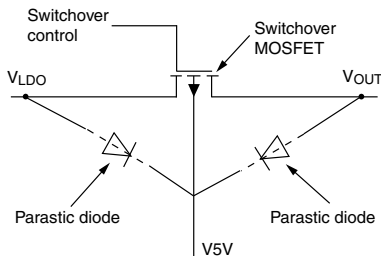 Switchover
control
Switchover
MOSFET
VLDO
VOUT
Parastic diode
Parastic diode
V5V